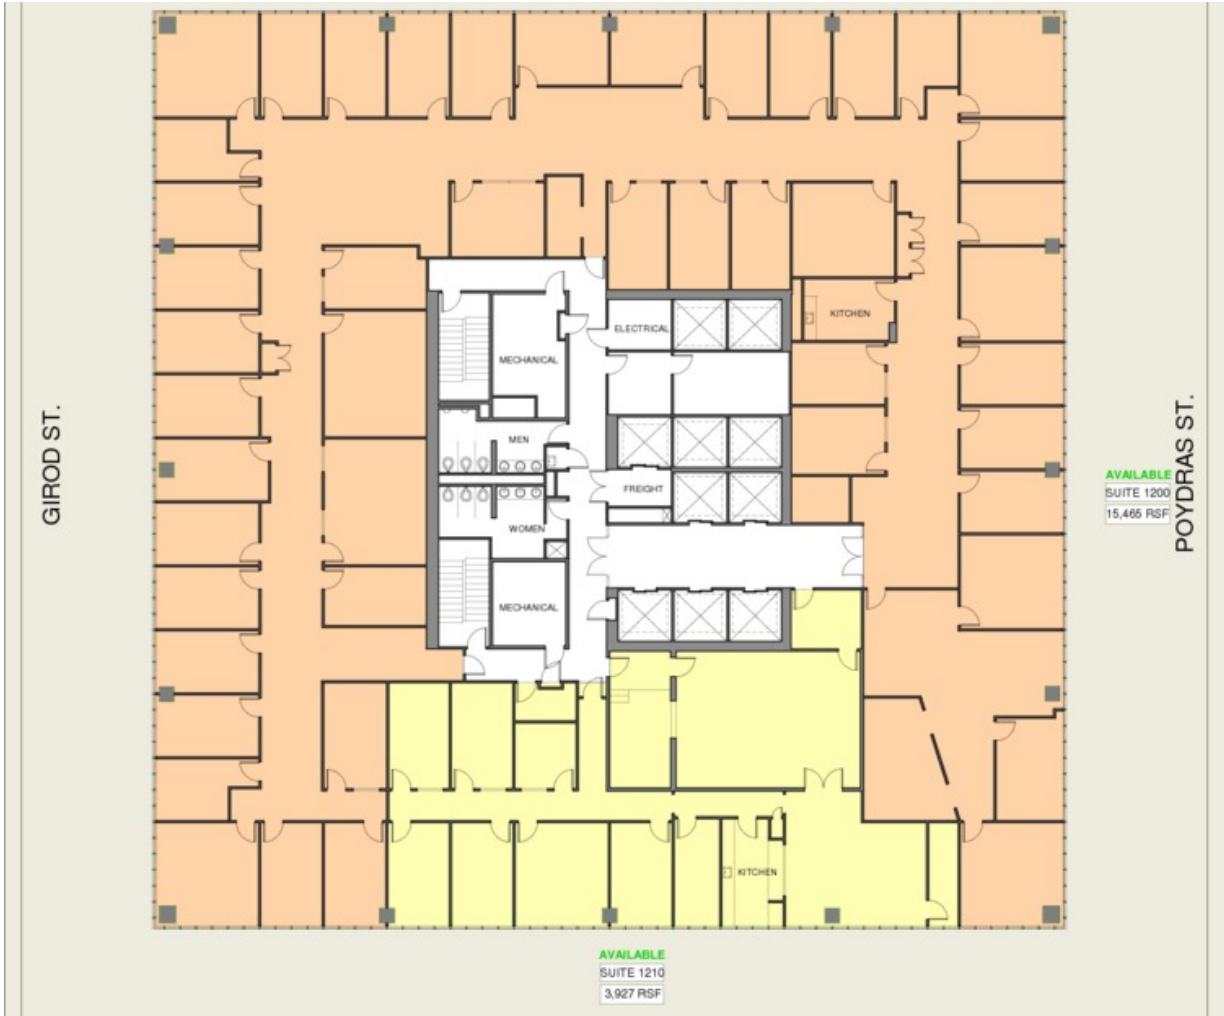 ELECTRICAL
KITCHEN
MECHANICAL
GIROD ST.
MEN
POYDRAS ST.
AVAILABLE
SUITE 1200
15,465 RSF
FREIGHT
WOMEN
MECHANICAL
KITCHEN
AVAILABLE
SUITE 1210
3,927 RSF